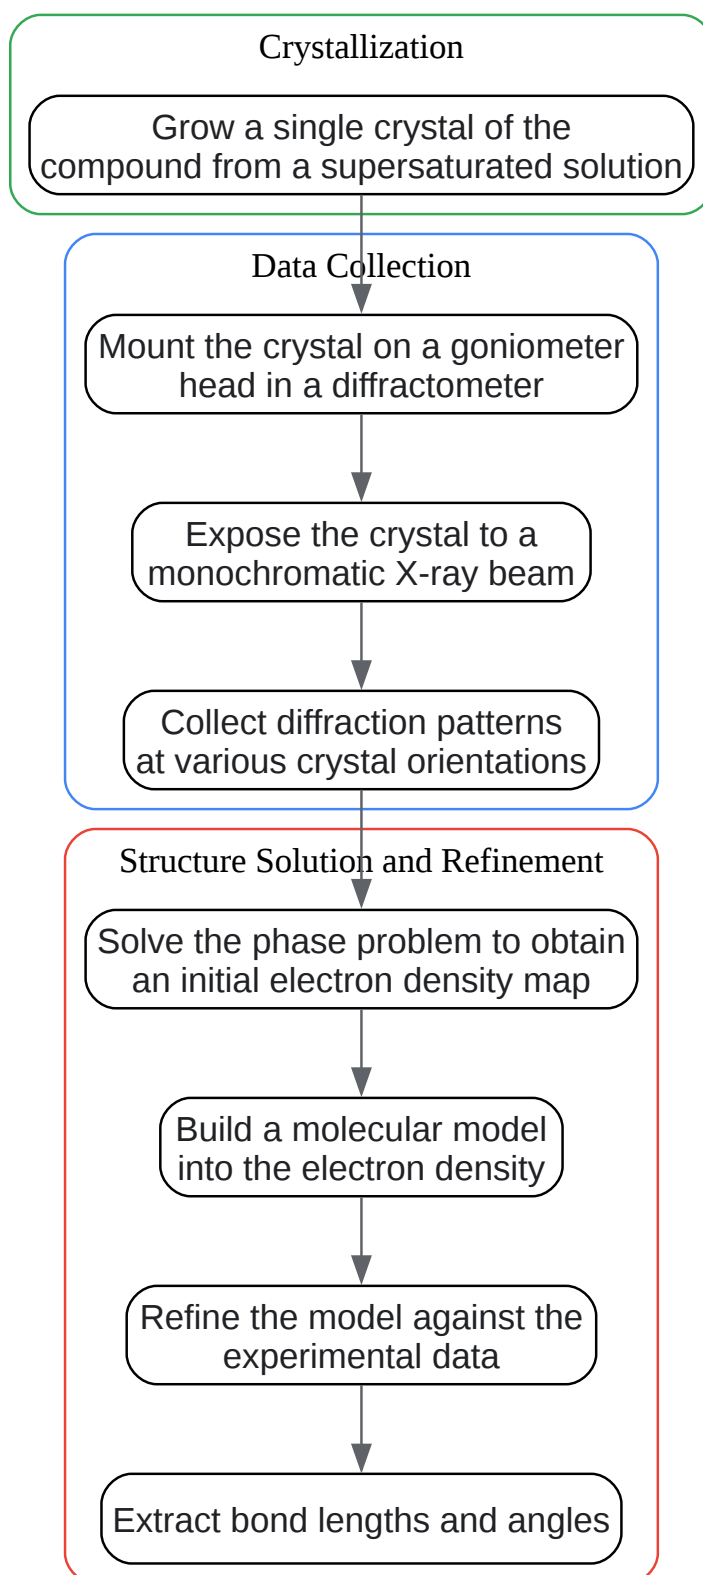 Crystallization
Grow a single crystal of the
compound from a supersaturated solution
Data Collection
Mount the crystal on a goniometer
head in a diffractometer
Expose the crystal to a
monochromatic X-ray beam
Collect diffraction patterns
at various crystal orientations
Structure Solution and Refinement
Solve the phase problem to obtain
an initial electron density map
Build a molecular model
into the electron density
Refine the model against the
experimental data
Extract bond lengths and angles